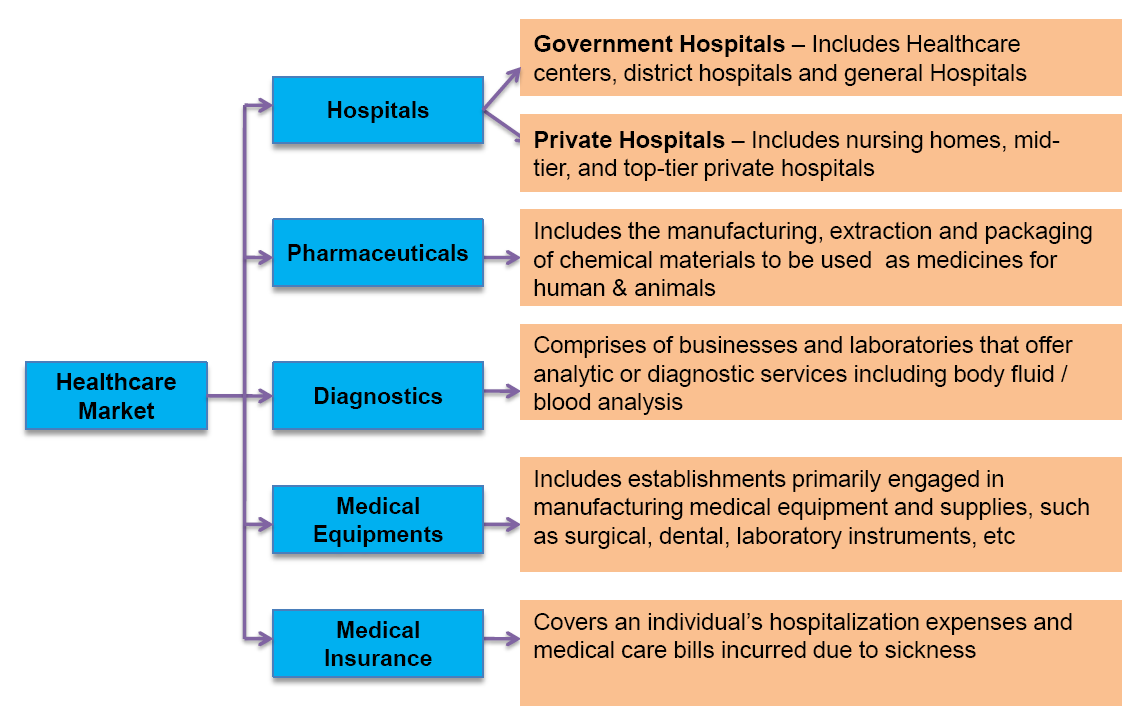 Government Hospitals – Includes Healthcare
centers, district hospitals and general Hospitals
Hospitals
Private Hospitals – Includes nursing homes, mid-
tier, and top-tier private hospitals
Pharmaceuticals
Includes the manufacturing, extraction and packaging
of chemical materials to be used  as medicines for
human & animals
Healthcare
Market
Diagnostics
Comprises of businesses and laboratories that offer
analytic or diagnostic services including body fluid /
blood analysis
Medical
Equipments
Includes establishments primarily engaged in
manufacturing medical equipment and supplies, such
as surgical, dental, laboratory instruments, etc
Medical
Insurance
Covers an individual’s hospitalization expenses and
medical care bills incurred due to sickness